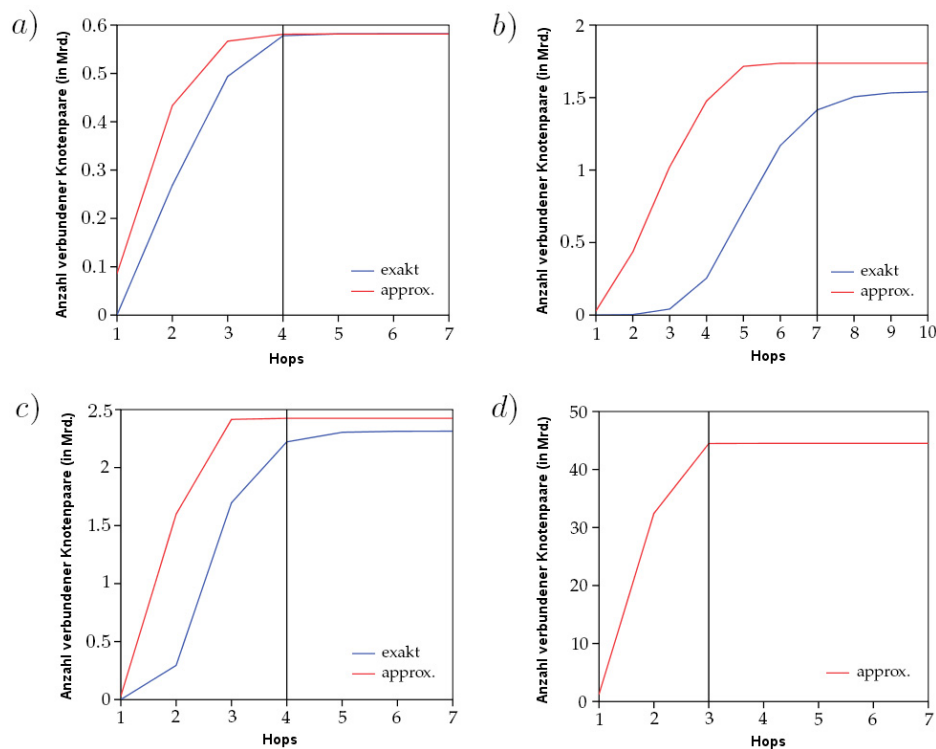 a)
Anzahl verbundener Knotenpaare (in Mrd.)
0.6
0.5
0.4
0.3
0.2
0.1
0
exakt
approx.
1 2 3 4 5 6 7
Hops
b)
Anzahl verbundener Knotenpaare (in Mrd.)
2
1.5
1
0.5
0
exakt
approx.
1 2 3 4 5 6 7 8 9 10
Hops
c)
Anzahl verbundener Knotenpaare (in Mrd.)
2.5
2
1.5
1
0.5
0
exakt
approx.
1 2 3 4 5 6 7
Hops
d)
Anzahl verbundener Knotenpaare (in Mrd.)
50
40
30
20
10
0
approx.
1 2 3 4 5 6 7
Hops